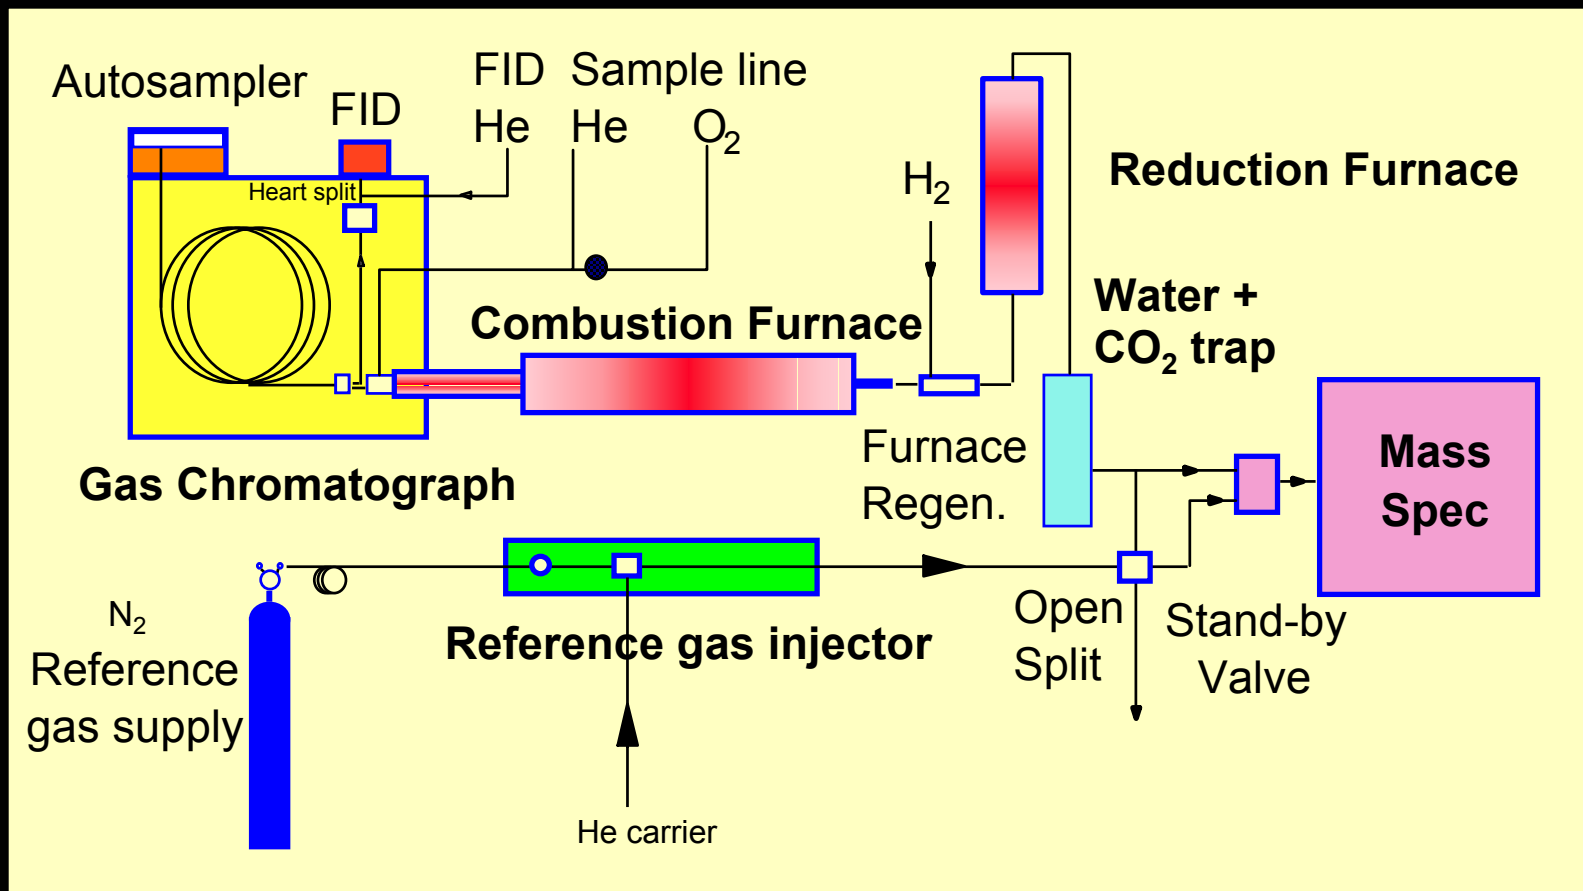 Autosampler
FID
FID
He
Sample line
He
O₂
Heart split
H₂
Reduction Furnace
Water +
CO₂ trap
Combustion Furnace
Furnace
Regen.
Mass
Spec
Gas Chromatograph
N₂
Reference
gas supply
Reference gas injector
Open
Split
Stand-by
Valve
He carrier